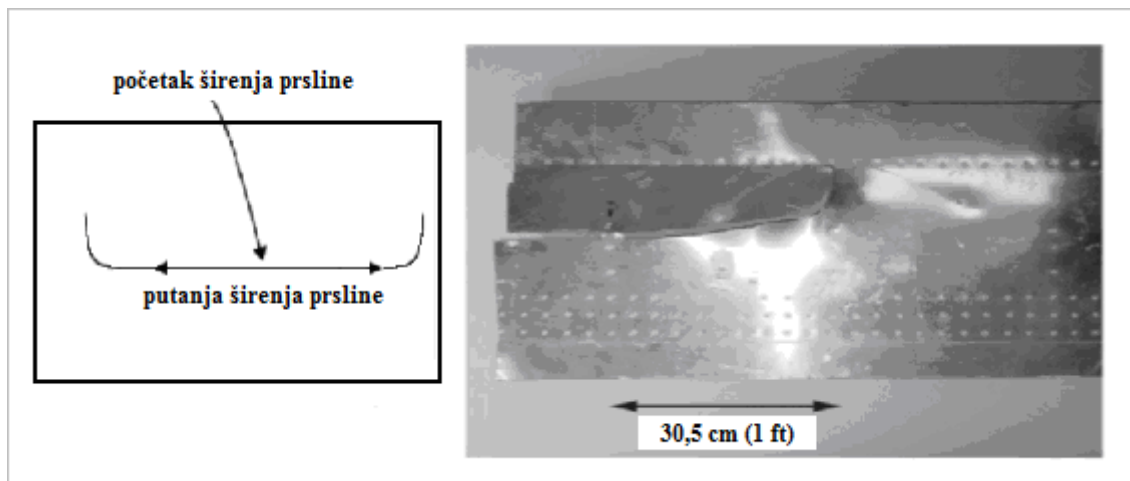 početak širenja prsline
putanja širenja prsline
30,5 cm (1 ft)